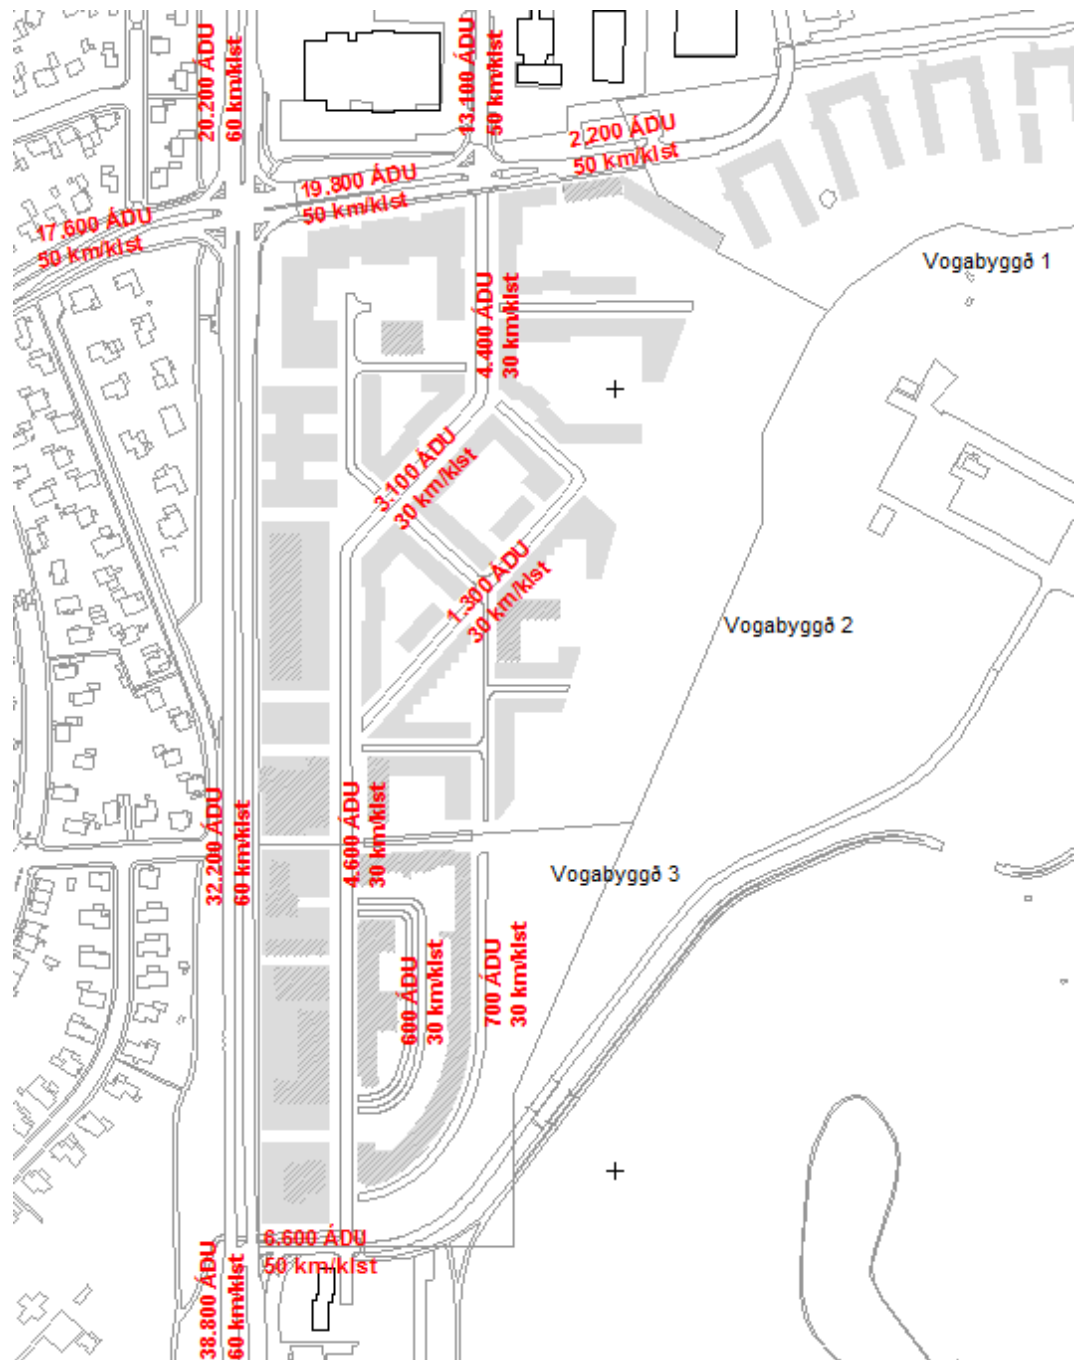 20.200 ÁDU
60 km/klst
13.100 ÁDU
50 km/klst
2.200 ÁDU
50 km/klst
19.800 ÁDU
50 km/klst
17.600 ÁDU
50 km/klst
Vogabyggð 1
4.400 ÁDU
30 km/klst
3.100 ÁDU
30 km/klst
1.300 ÁDU
30 km/klst
Vogabyggð 2
32.200 ÁDU
60 km/klst
4.600 ÁDU
30 km/klst
Vogabyggð 3
600 ÁDU
30 km/klst
700 ÁDU
30 km/klst
6.600 ÁDU
50 km/klst
38.800 ÁDU
60 km/klst